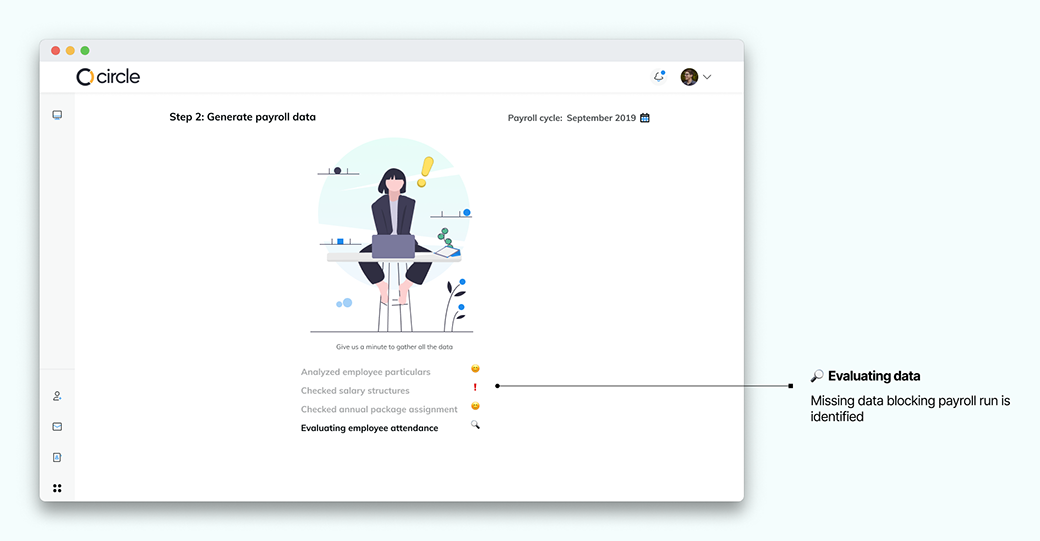 circle
Step 2: Generate payroll data
Payroll cycle: September 2019
Give us a minute to gather all the data
Analyzed employee particulars
Checked salary structures
Checked annual package assignment
Evaluating employee attendance
Evaluating data
Missing data blocking payroll run is
identified